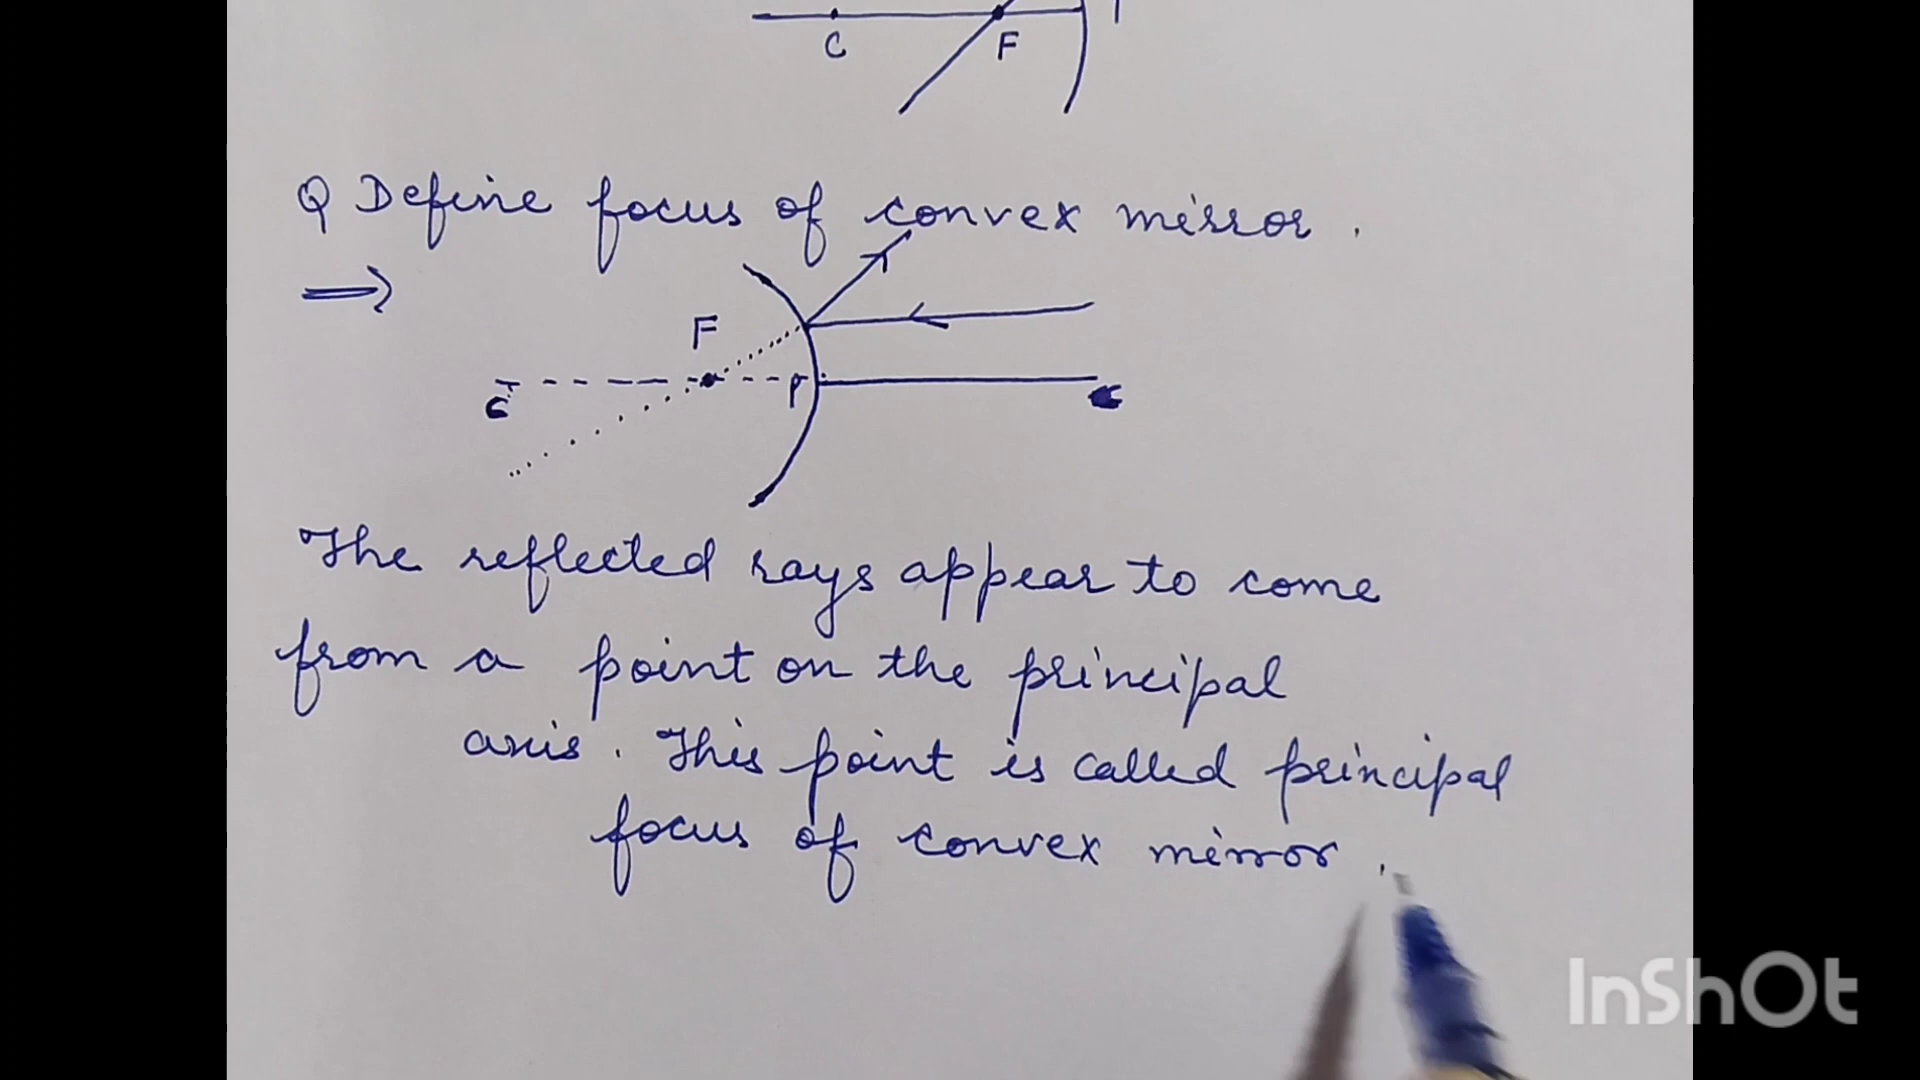 C F
Q Define focus of convex mirror.
F
C P
The reflected rays appear to come
from a point on the principal
axis. This point is called principal
focus of convex mirror.
InShOt